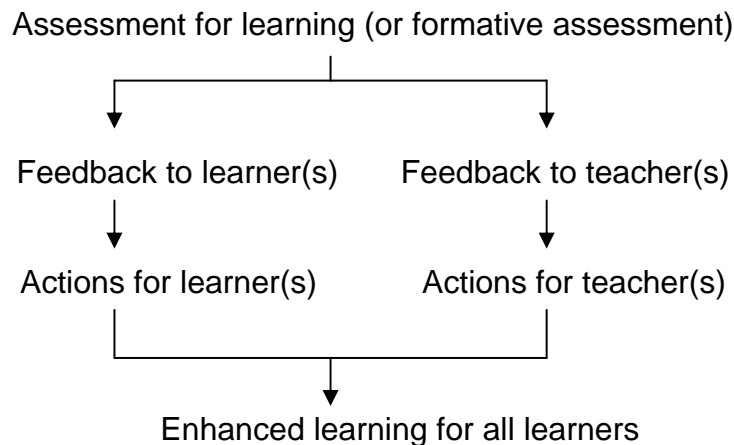 Assessment for learning (or formative assessment)
Feedback to learner(s)
Feedback to teacher(s)
Actions for learner(s)
Actions for teacher(s)
Enhanced learning for all learners